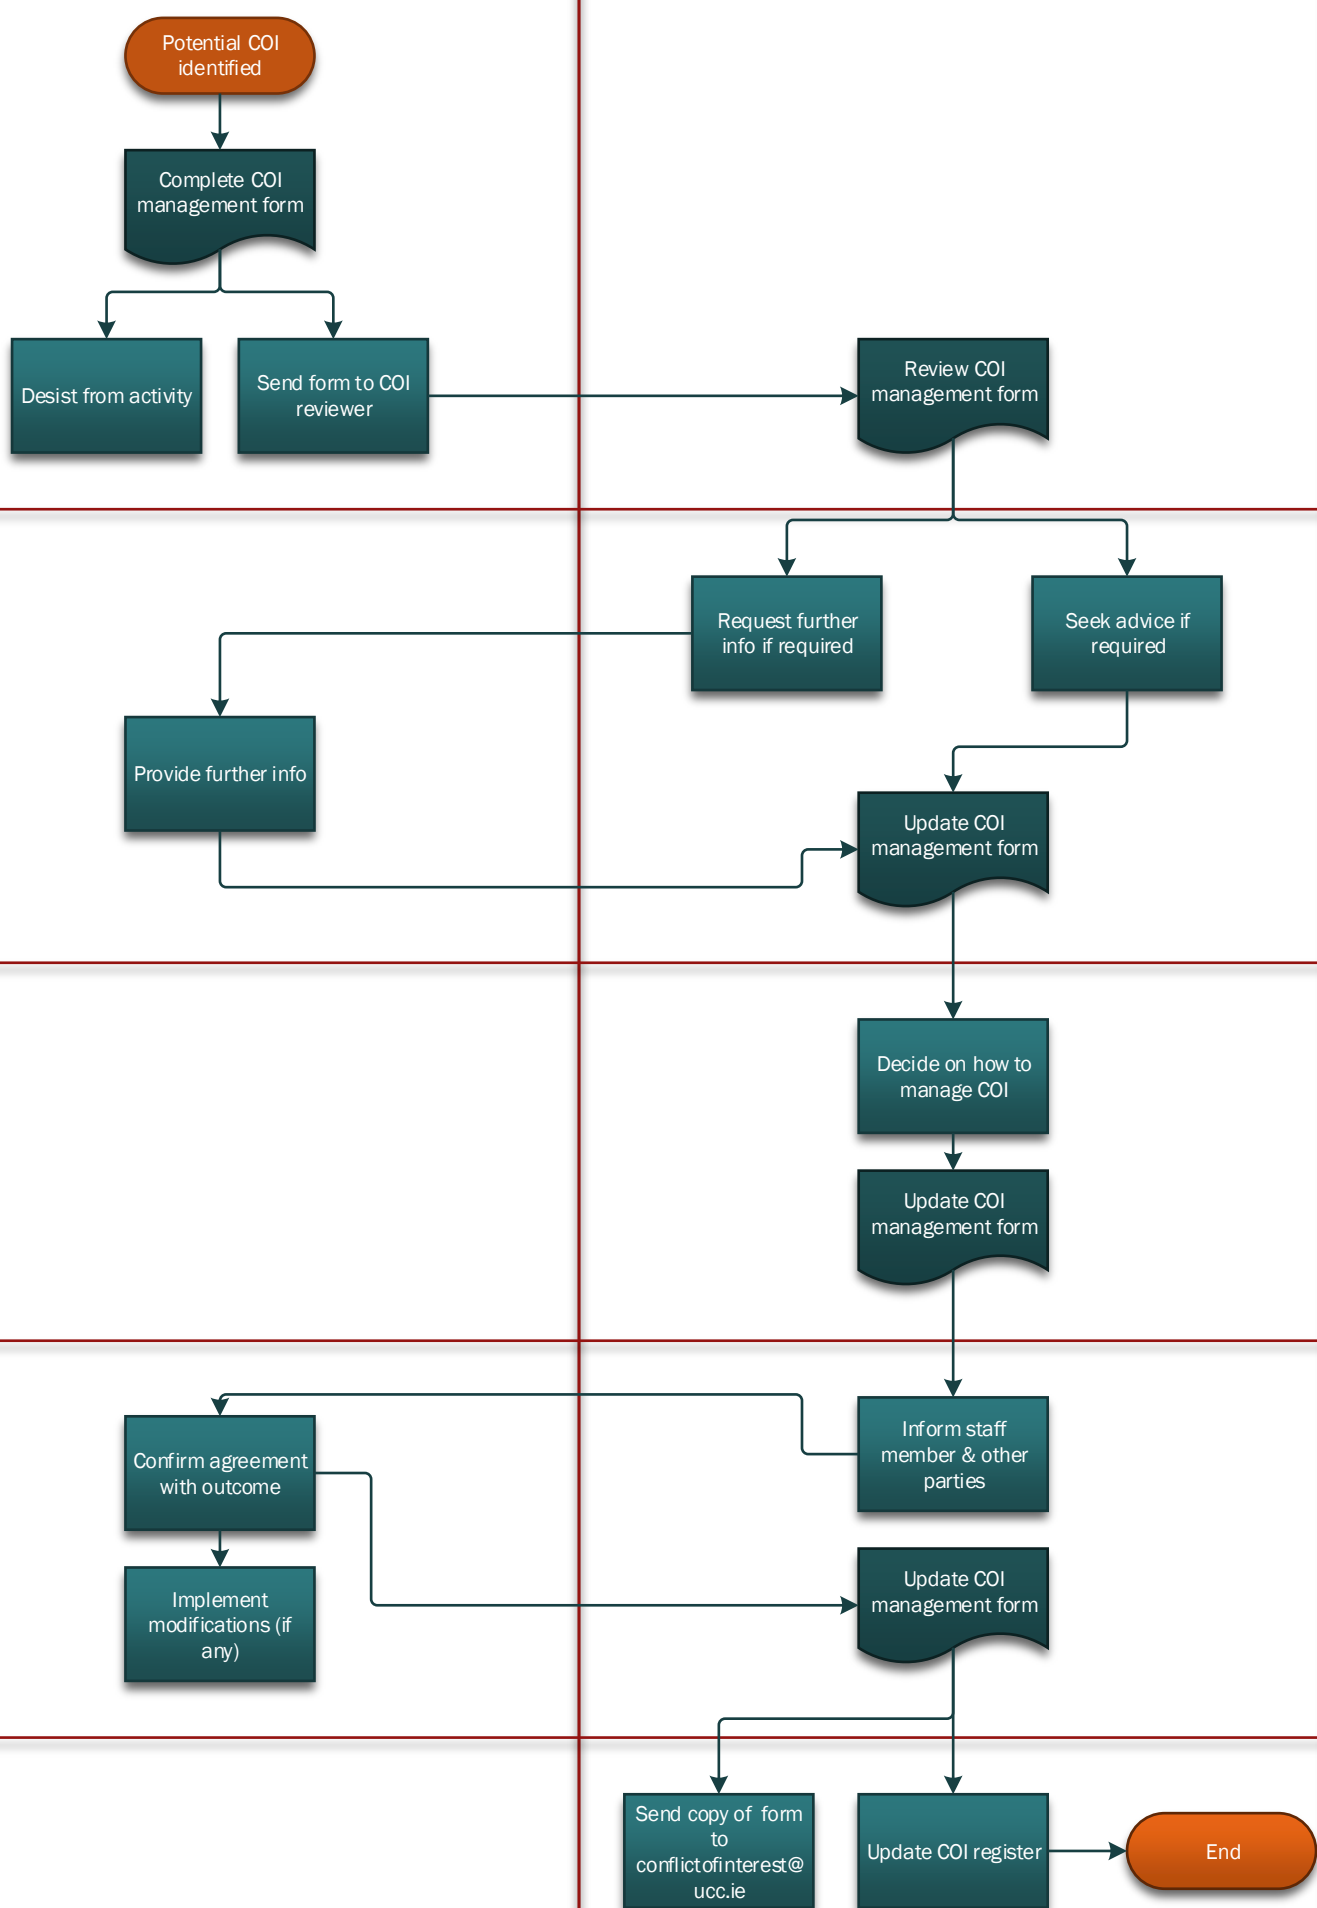 Potential COI
identified
Complete COI
management form
Desist from activity
Send form to COI
reviewer
Review COI
management form
Request further
info if required
Seek advice if
required
Provide further info
Update COI
management form
Decide on how to
manage COI
Update COI
management form
Inform staff
member & other
parties
Confirm agreement
with outcome
Implement
modifications (if
any)
Update COI
management form
Send copy of form
to
conflictofinterest@
ucc.ie
Update COI register
End